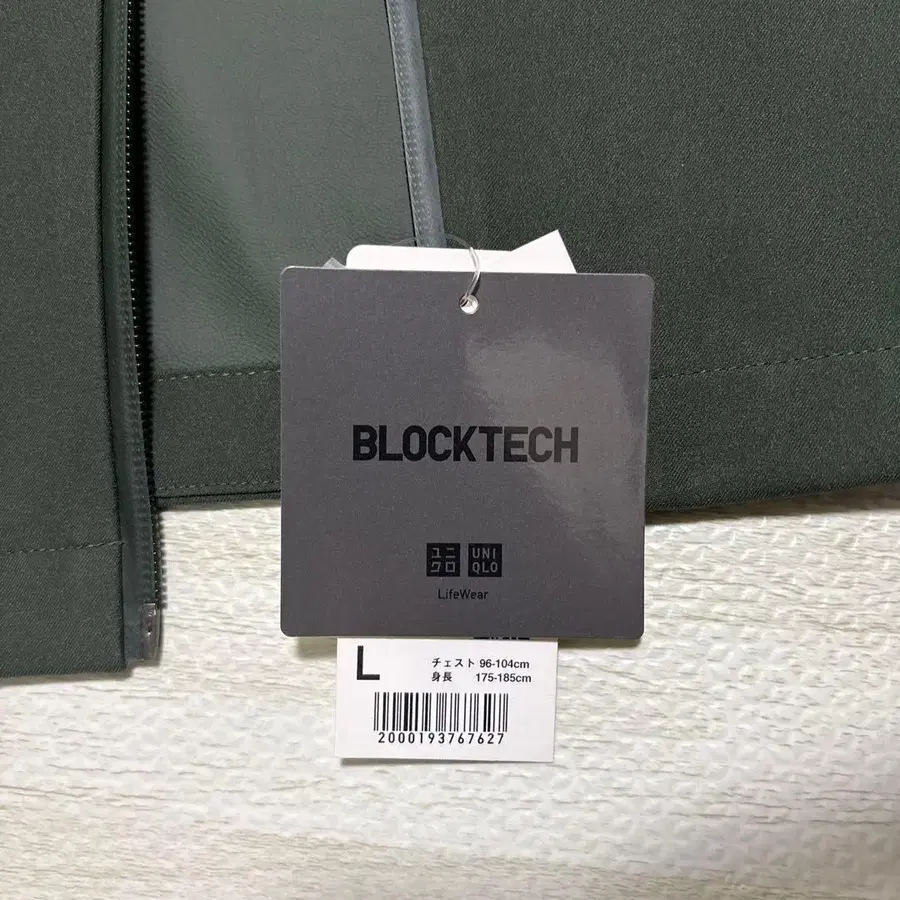 BLOCKTECH
ユニ UNI
クロ QLO
LifeWear
L チェスト 96-104cm
身長 175-185cm
2000193767627